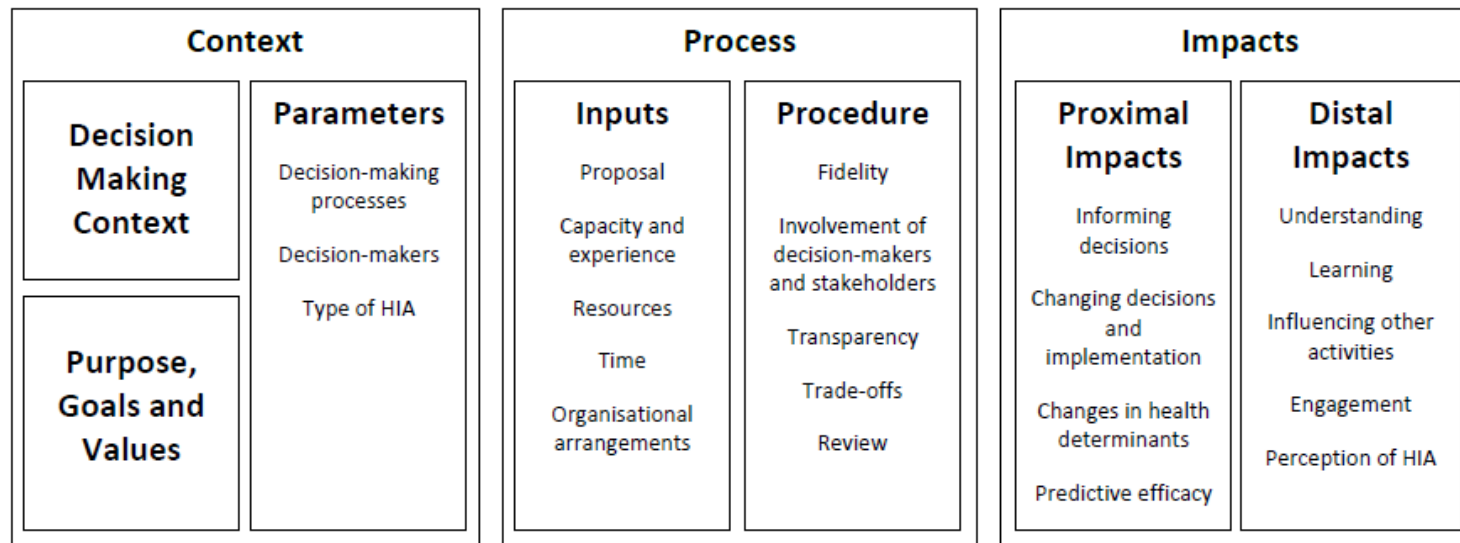 Context
Decision
Making
Context
Purpose,
Goals and
Values
Parameters
Decision-making
processes
Decision-makers
Type of HIA
Process
Inputs
Proposal
Capacity and
experience
Resources
Time
Organisational
arrangements
Procedure
Fidelity
Involvement of
decision-makers
and stakeholders
Transparency
Trade-offs
Review
Impacts
Proximal
Impacts
Informing
decisions
Changing decisions
and
implementation
Changes in health
determinants
Predictive efficacy
Distal
Impacts
Understanding
Learning
Influencing other
activities
Engagement
Perception of HIA